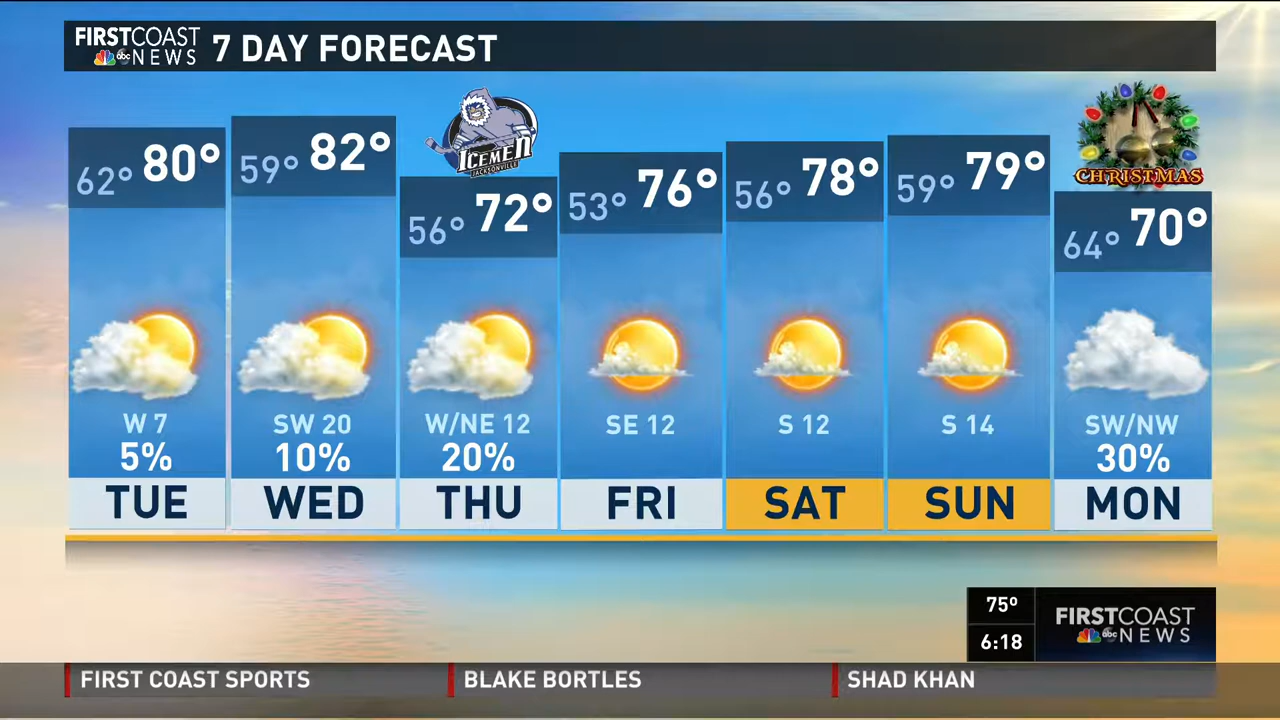 FIRSTCOAST
abc NEWS
7 DAY FORECAST
62° 80°
W 7
5%
TUE
59° 82°
SW 20
10%
WED
ICEMEN
JACKSONVILLE
56° 72°
W/NE 12
20%
THU
53° 76°
SE 12
FRI
56° 78°
S 12
SAT
59° 79°
S 14
SUN
CHRISTMAS
64° 70°
SW/NW
30%
MON
75°
6:18
FIRSTCOAST
abc NEWS
FIRST COAST SPORTS
BLAKE BORTLES
SHAD KHAN